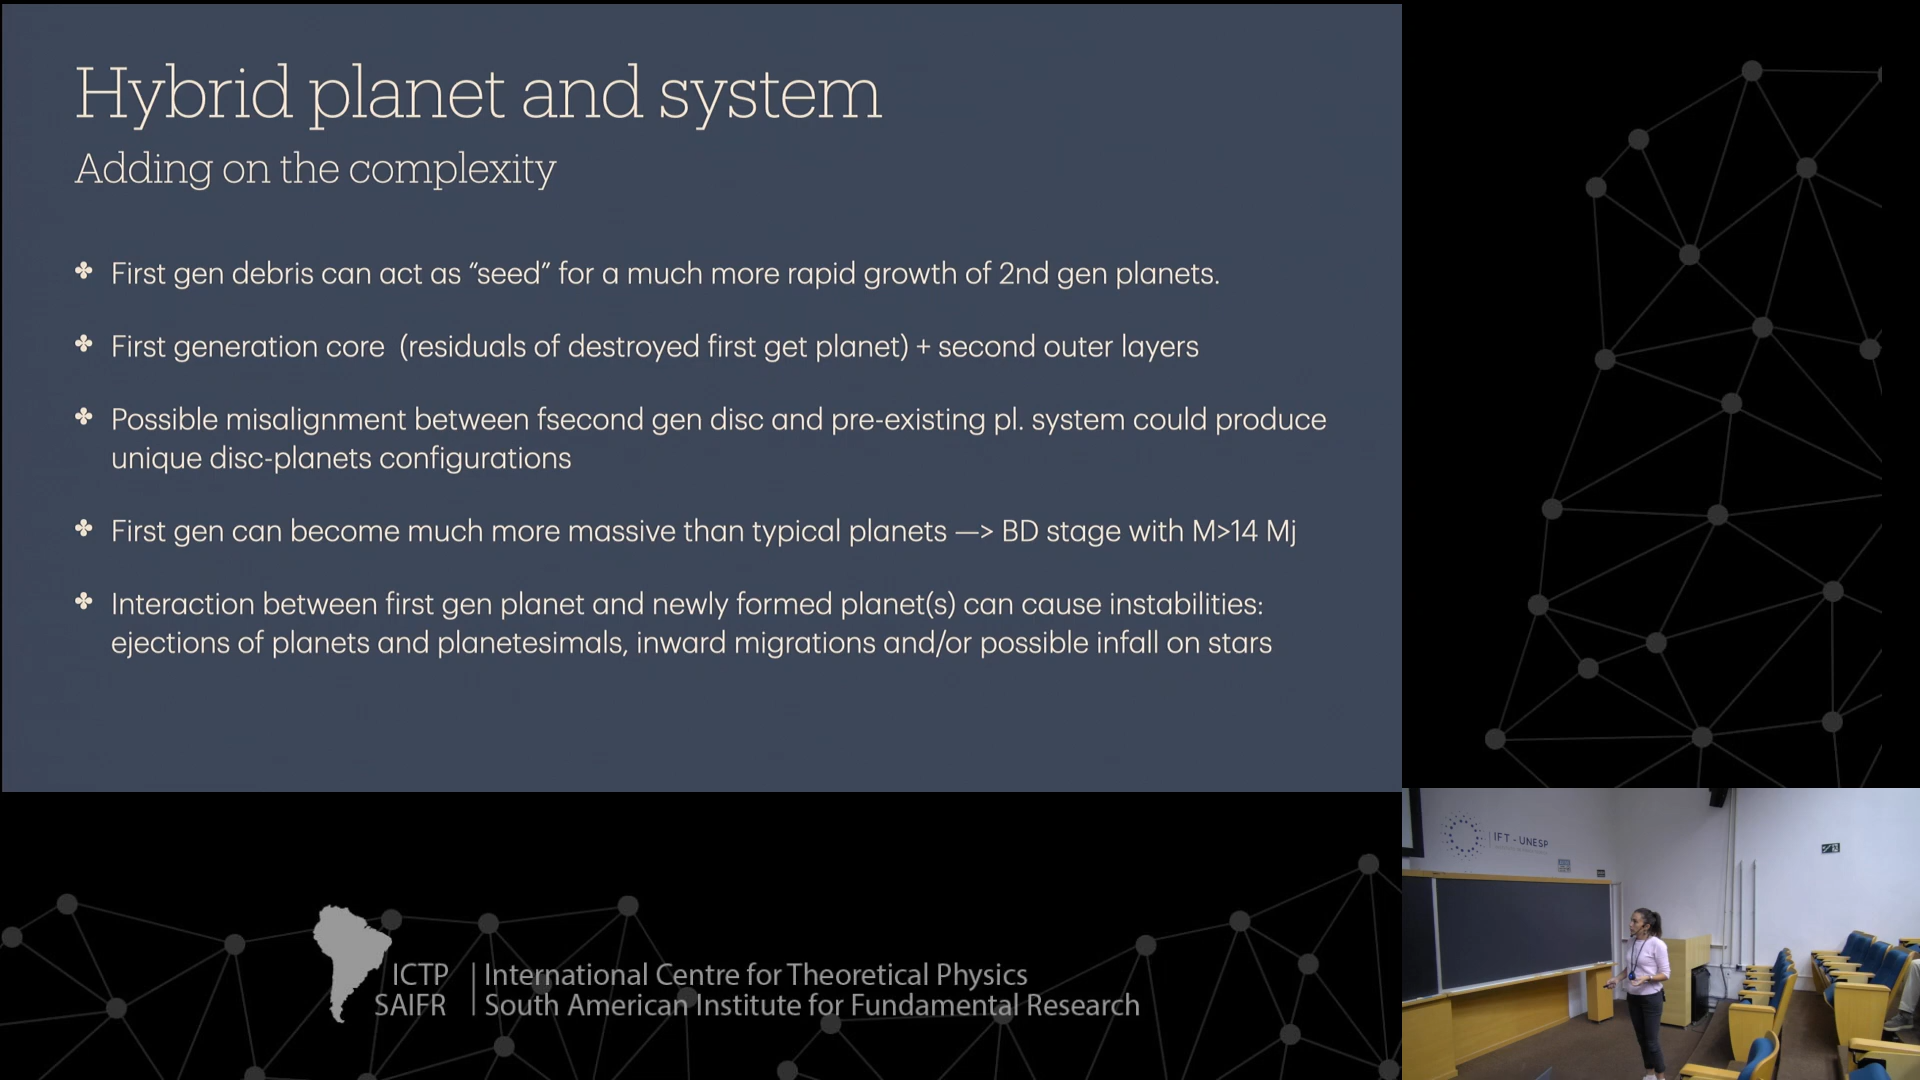 Hybrid planet and system
Adding on the complexity
✤ First gen debris can act as “seed” for a much more rapid growth of 2nd gen planets.
✤ First generation core (residuals of destroyed first get planet) + second outer layers
✤ Possible misalignment between fsecond gen disc and pre-existing pl. system could produce
unique disc-planets configurations
✤ First gen can become much more massive than typical planets —> BD stage with M>14 Mj
✤ Interaction between first gen planet and newly formed planet(s) can cause instabilities:
ejections of planets and planetesimals, inward migrations and/or possible infall on stars
IFT - UNESP
ICTP | International Centre for Theoretical Physics
SAIFR | South American Institute for Fundamental Research